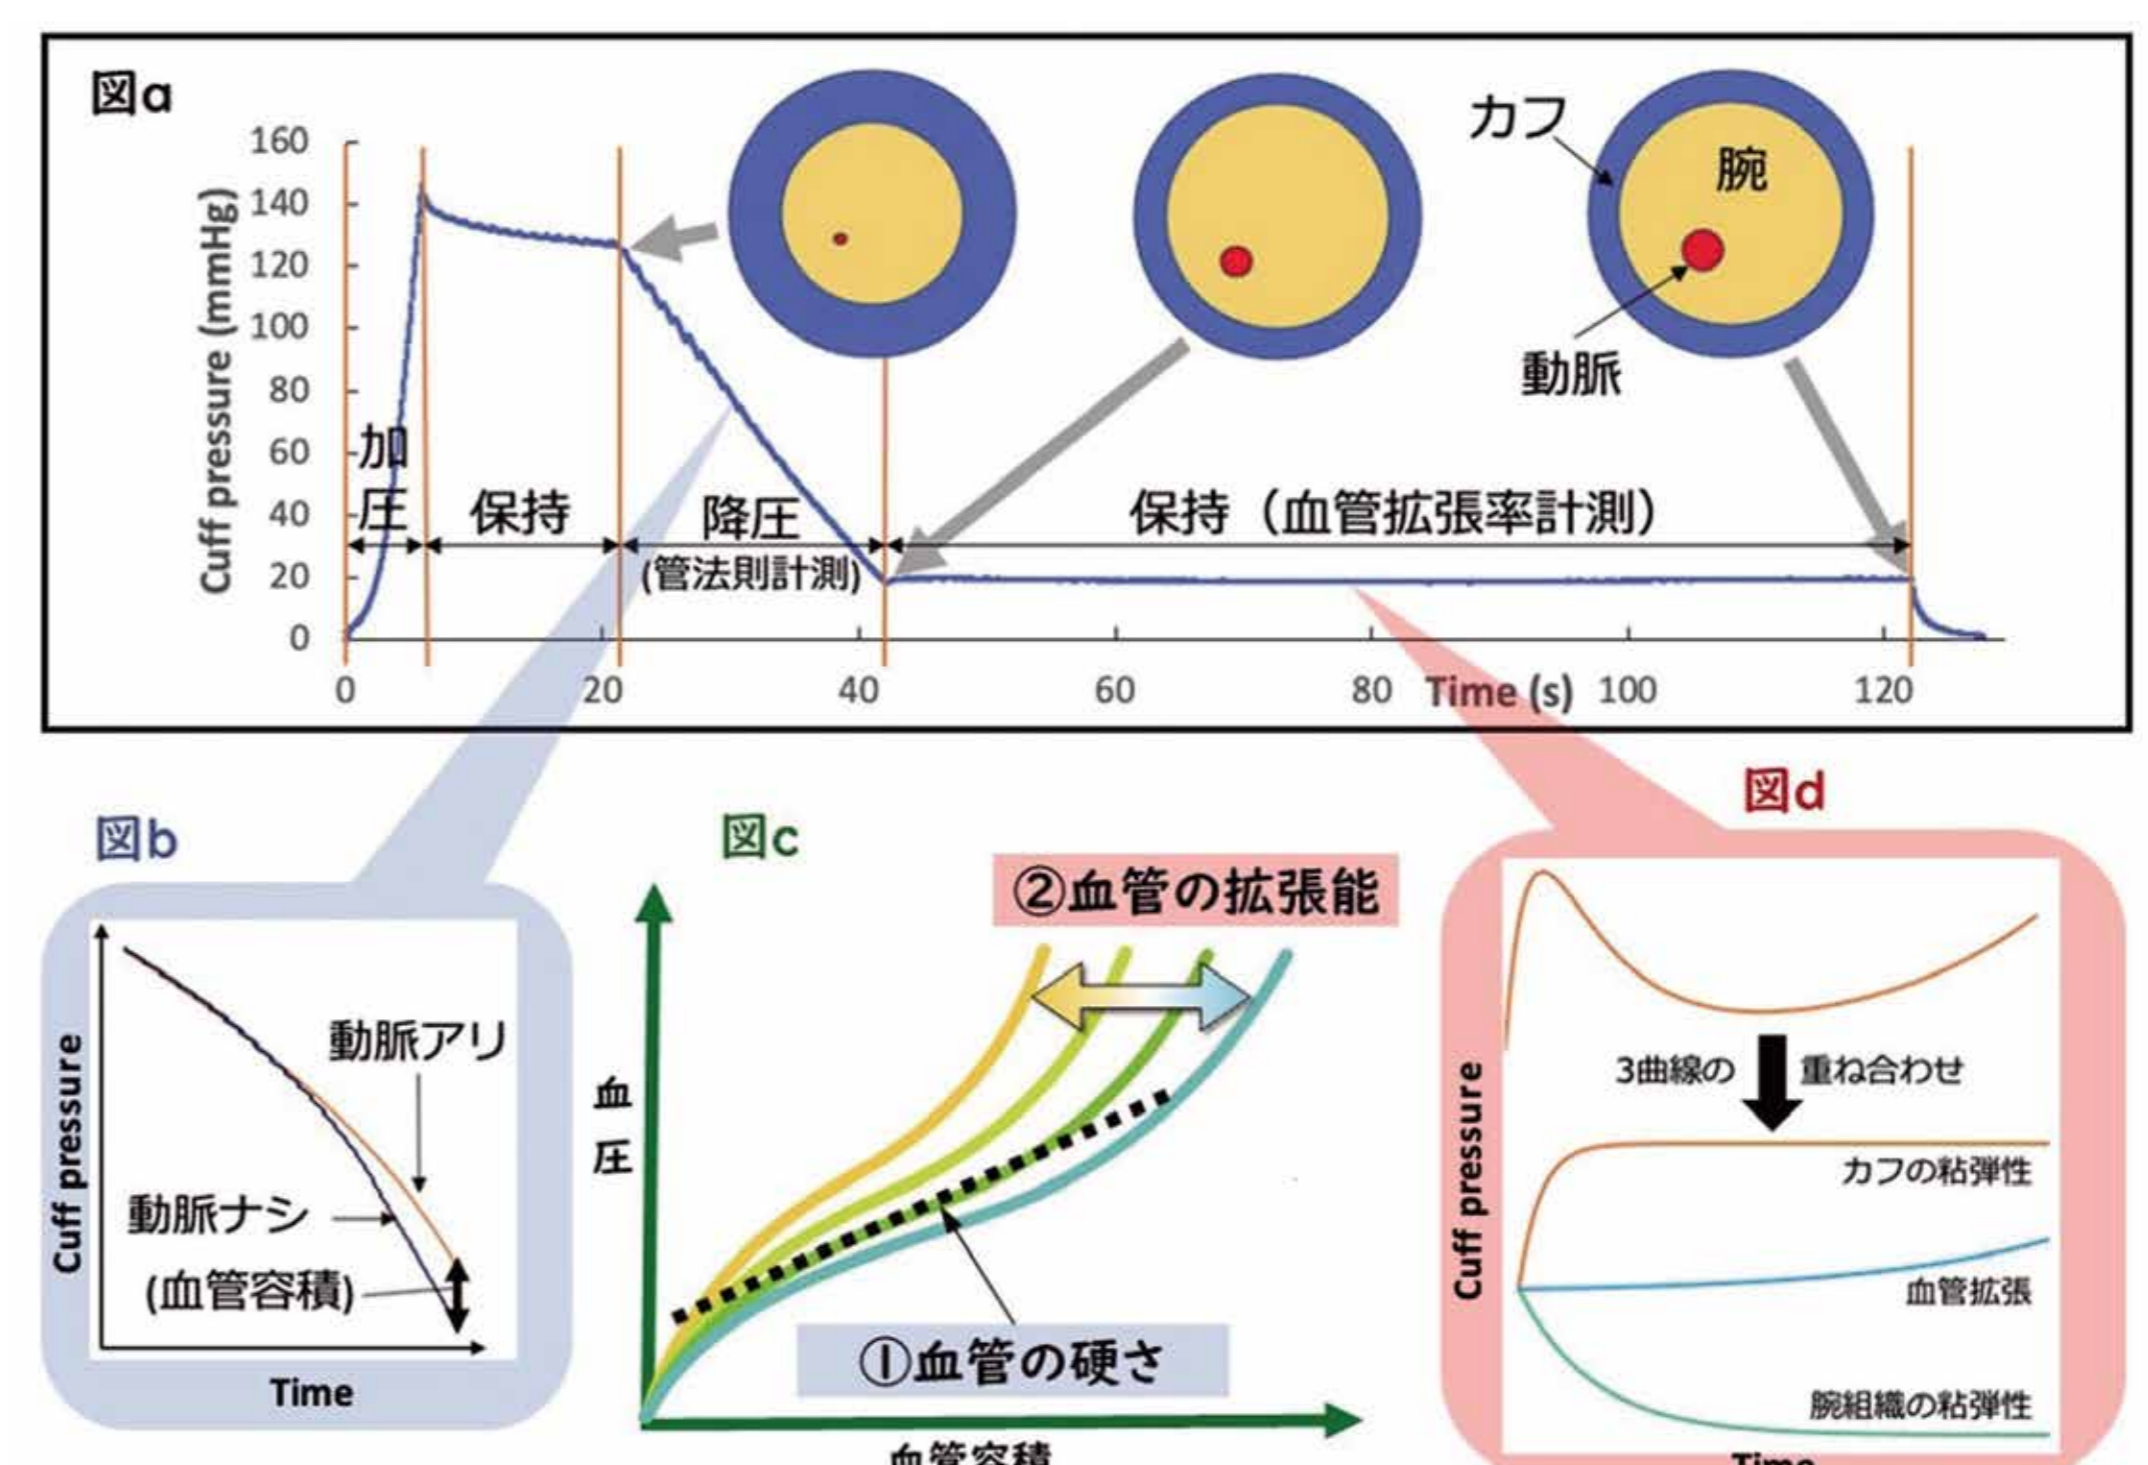 図a
カフ
腕
動脈
Cuff pressure (mmHg)
160
140
120
100
80
60
40
20
0
加
圧
保持
降圧
(管法則計測)
保持（血管拡張率計測）
0
20
40
60
80
Time (s)
100
120
図b
Cuff pressure
動脈アリ
動脈ナシ
(血管容積)
Time
図c
②血管の拡張能
血
圧
①血管の硬さ
血管容積
図d
Cuff pressure
3曲線の
重ね合わせ
カフの粘弾性
血管拡張
腕組織の粘弾性
Time